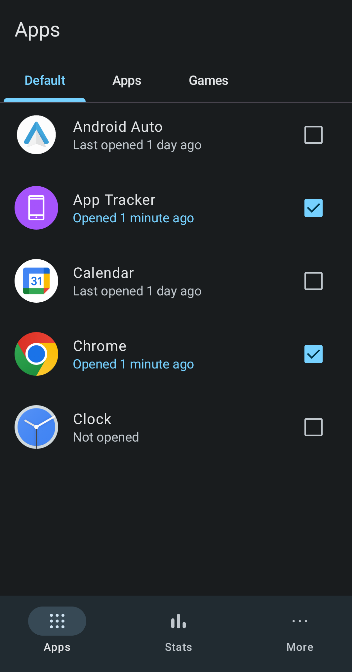 Apps
Default Apps Games
Android Auto
Last opened 1 day ago
App Tracker
Opened 1 minute ago
31
Calendar
Last opened 1 day ago
Chrome
Opened 1 minute ago
Clock
Not opened
Apps Stats More